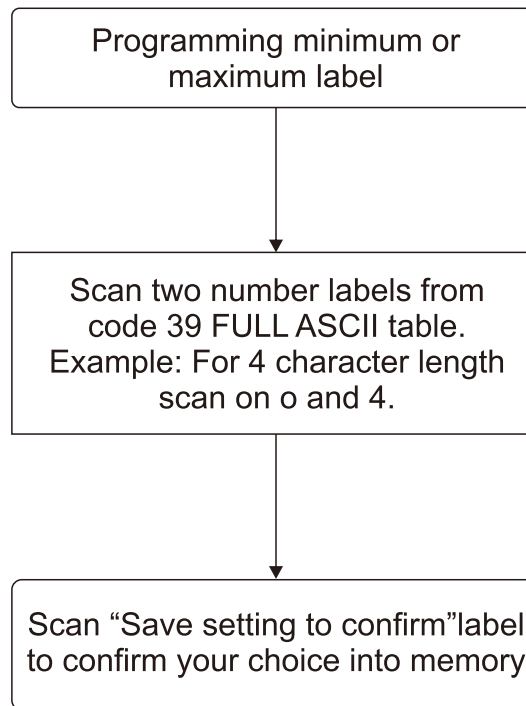 Programming minimum or
maximum label
Scan two number labels from
code 39 FULL ASCII table.
Example: For 4 character length
scan on o and 4.
Scan “Save setting to confirm”label
to confirm your choice into memory